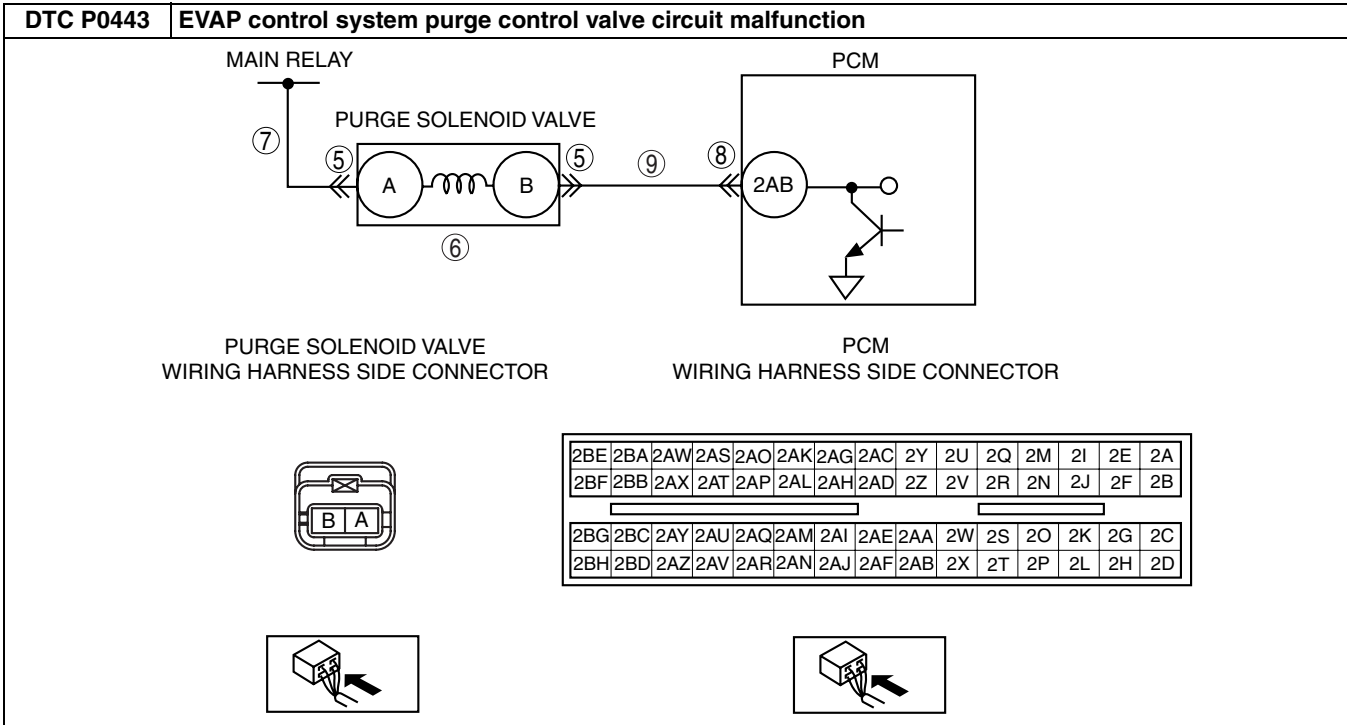 DTC P0443 EVAP control system purge control valve circuit malfunction
MAIN RELAY PCM
PURGE SOLENOID VALVE
⑦ ⑤ A B ⑤ ⑨ ⑧ 2AB
⑥
PURGE SOLENOID VALVE
WIRING HARNESS SIDE CONNECTOR
PCM
WIRING HARNESS SIDE CONNECTOR
B A
2BE 2BA 2AW 2AS 2AO 2AK 2AG 2AC 2Y 2U 2Q 2M 2I 2E 2A
2BF 2BB 2AX 2AT 2AP 2AL 2AH 2AD 2Z 2V 2R 2N 2J 2F 2B
2BG 2BC 2AY 2AU 2AQ 2AM 2AI 2AE 2AA 2W 2S 2O 2K 2G 2C
2BH 2BD 2AZ 2AV 2AR 2AN 2AJ 2AF 2AB 2X 2T 2P 2L 2H 2D